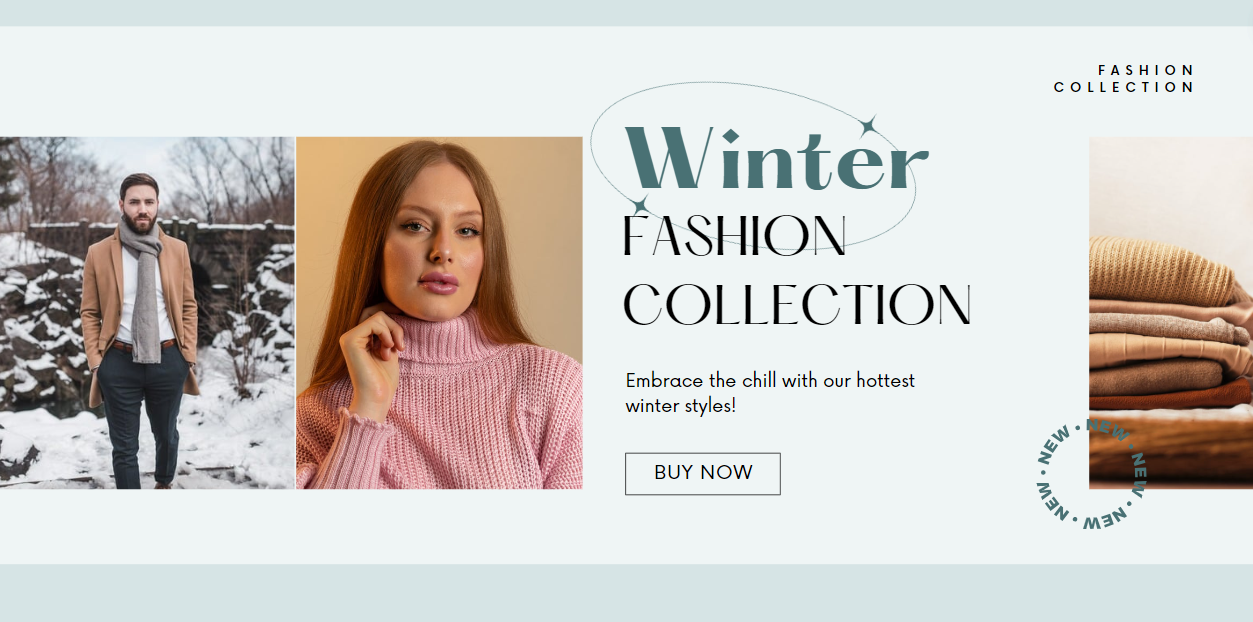 FASHION
COLLECTION
Winter
FASHION
COLLECTION
Embrace the chill with our hottest
winter styles!
BUY NOW
NEW • NEW • NEW • NEW • NEW •